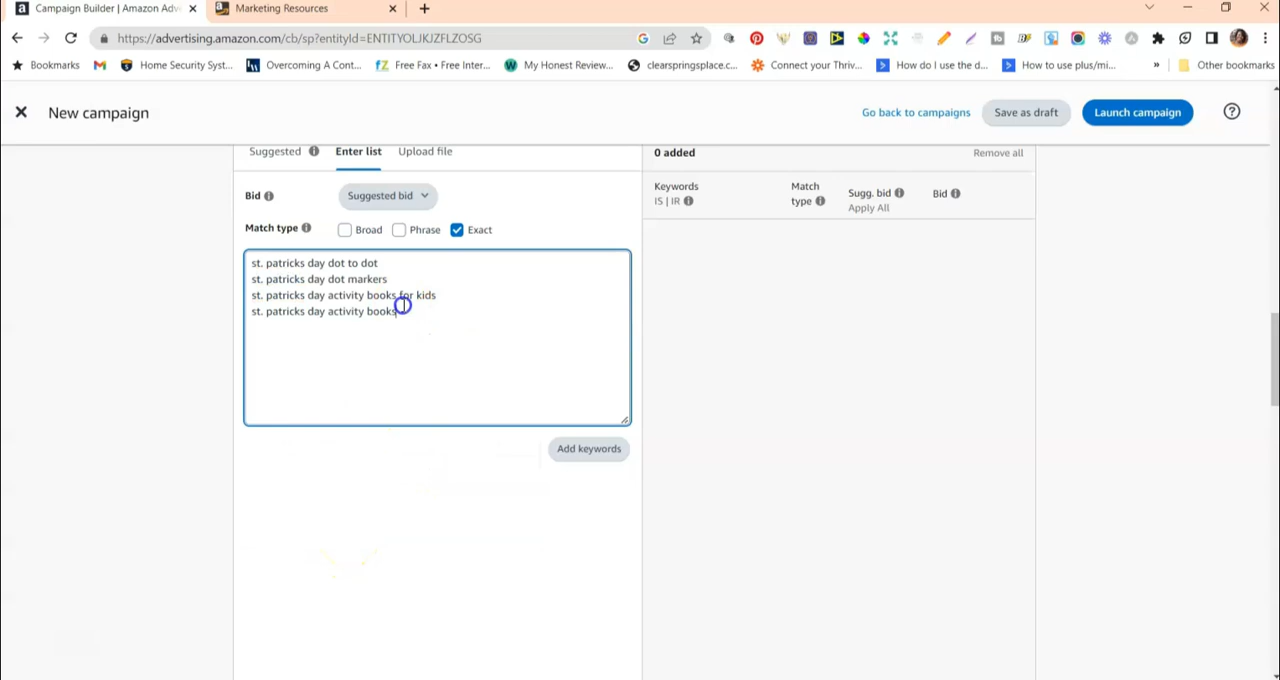 Campaign Builder | Amazon Adv
Marketing Resources
https://advertising.amazon.com/cb/sp?entityId=ENTITYOLJKJZFLZOSG
Bookmarks
Home Security Syst...
Overcoming A Cont...
Free Fax • Free Inter...
My Honest Review...
clearspringsplace.c...
Connect your Thriv...
How do I use the d...
How to use plus/mi...
»
Other bookmarks
New campaign
Go back to campaigns
Save as draft
Launch campaign
Suggested
Enter list
Upload file
0 added
Remove all
Bid
Suggested bid
Keywords
IS | IR
Match
type
Sugg. bid
Apply All
Bid
Match type
Broad
Phrase
Exact
st. patricks day dot to dot
st. patricks day dot markers
st. patricks day activity books for kids
st. patricks day activity books
Add keywords